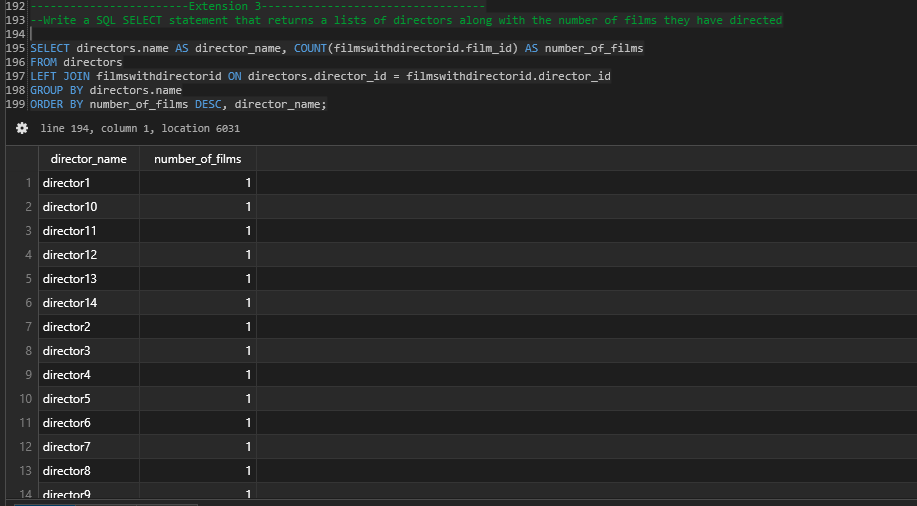 192 ------------------------Extension 3----------------------------------
193 --Write a SQL SELECT statement that returns a lists of directors along with the number of films they have directed
194
195 SELECT directors.name AS director_name, COUNT(filmswithdirectorid.film_id) AS number_of_films
196 FROM directors
197 LEFT JOIN filmswithdirectorid ON directors.director_id = filmswithdirectorid.director_id
198 GROUP BY directors.name
199 ORDER BY number_of_films DESC, director_name;
line 194, column 1, location 6031
director_name number_of_films
1 director1 1
2 director10 1
3 director11 1
4 director12 1
5 director13 1
6 director14 1
7 director2 1
8 director3 1
9 director4 1
10 director5 1
11 director6 1
12 director7 1
13 director8 1
14 director9 1